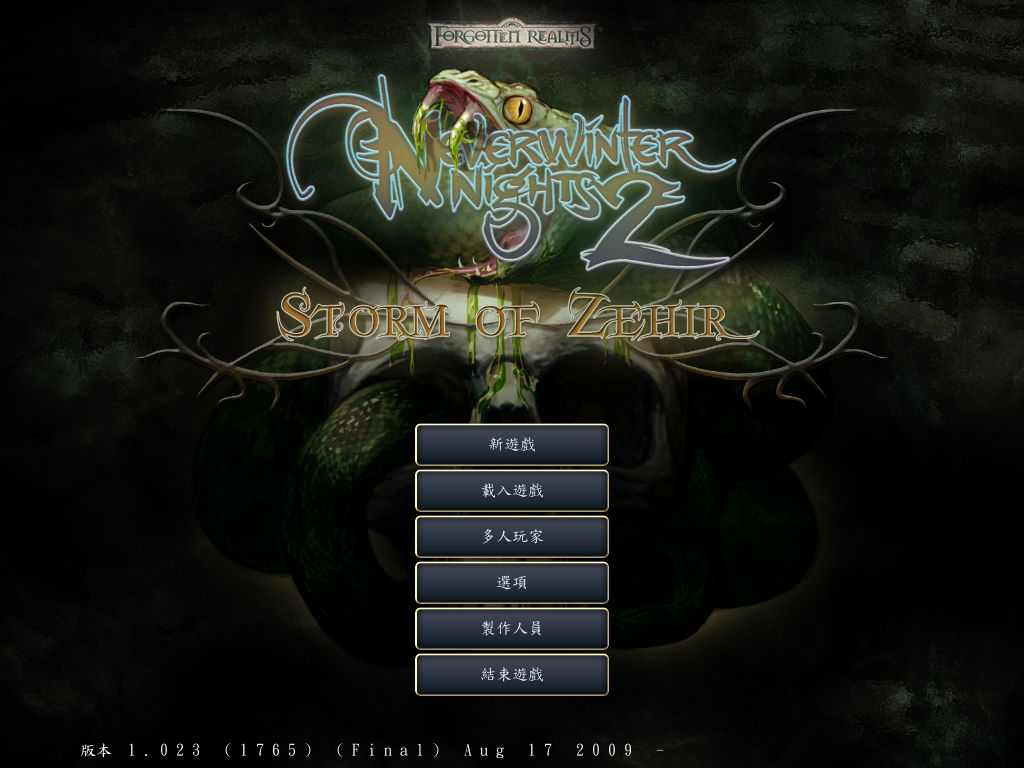 FORGOTTEN REALMS
NEVERWINTER
NIGHTS 2
STORM OF ZEHIR
新遊戲
載入遊戲
多人玩家
選項
製作人員
結束遊戲
版本 1.023 (1765) (Final) Aug 17 2009 -